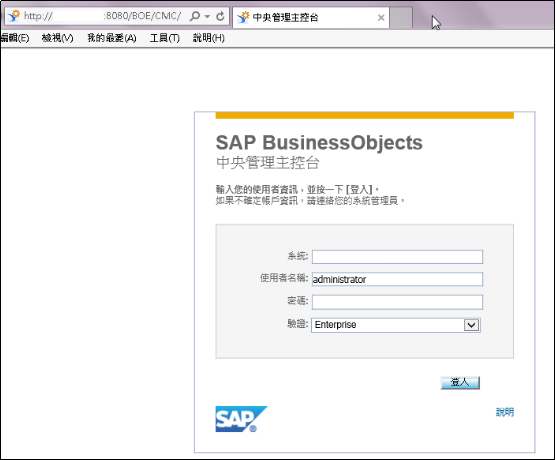 http:// :8080/BOE/CMC/
中央管理主控台
編輯(E) 檢視(V) 我的最愛(A) 工具(T) 說明(H)
SAP BusinessObjects
中央管理主控台
輸入您的使用者資訊，並按一下 [登入]。
如果不確定帳戶資訊，請連絡您的系統管理員。
系統:
使用者名稱: administrator
密碼:
驗證: Enterprise
登入
SAP®
說明